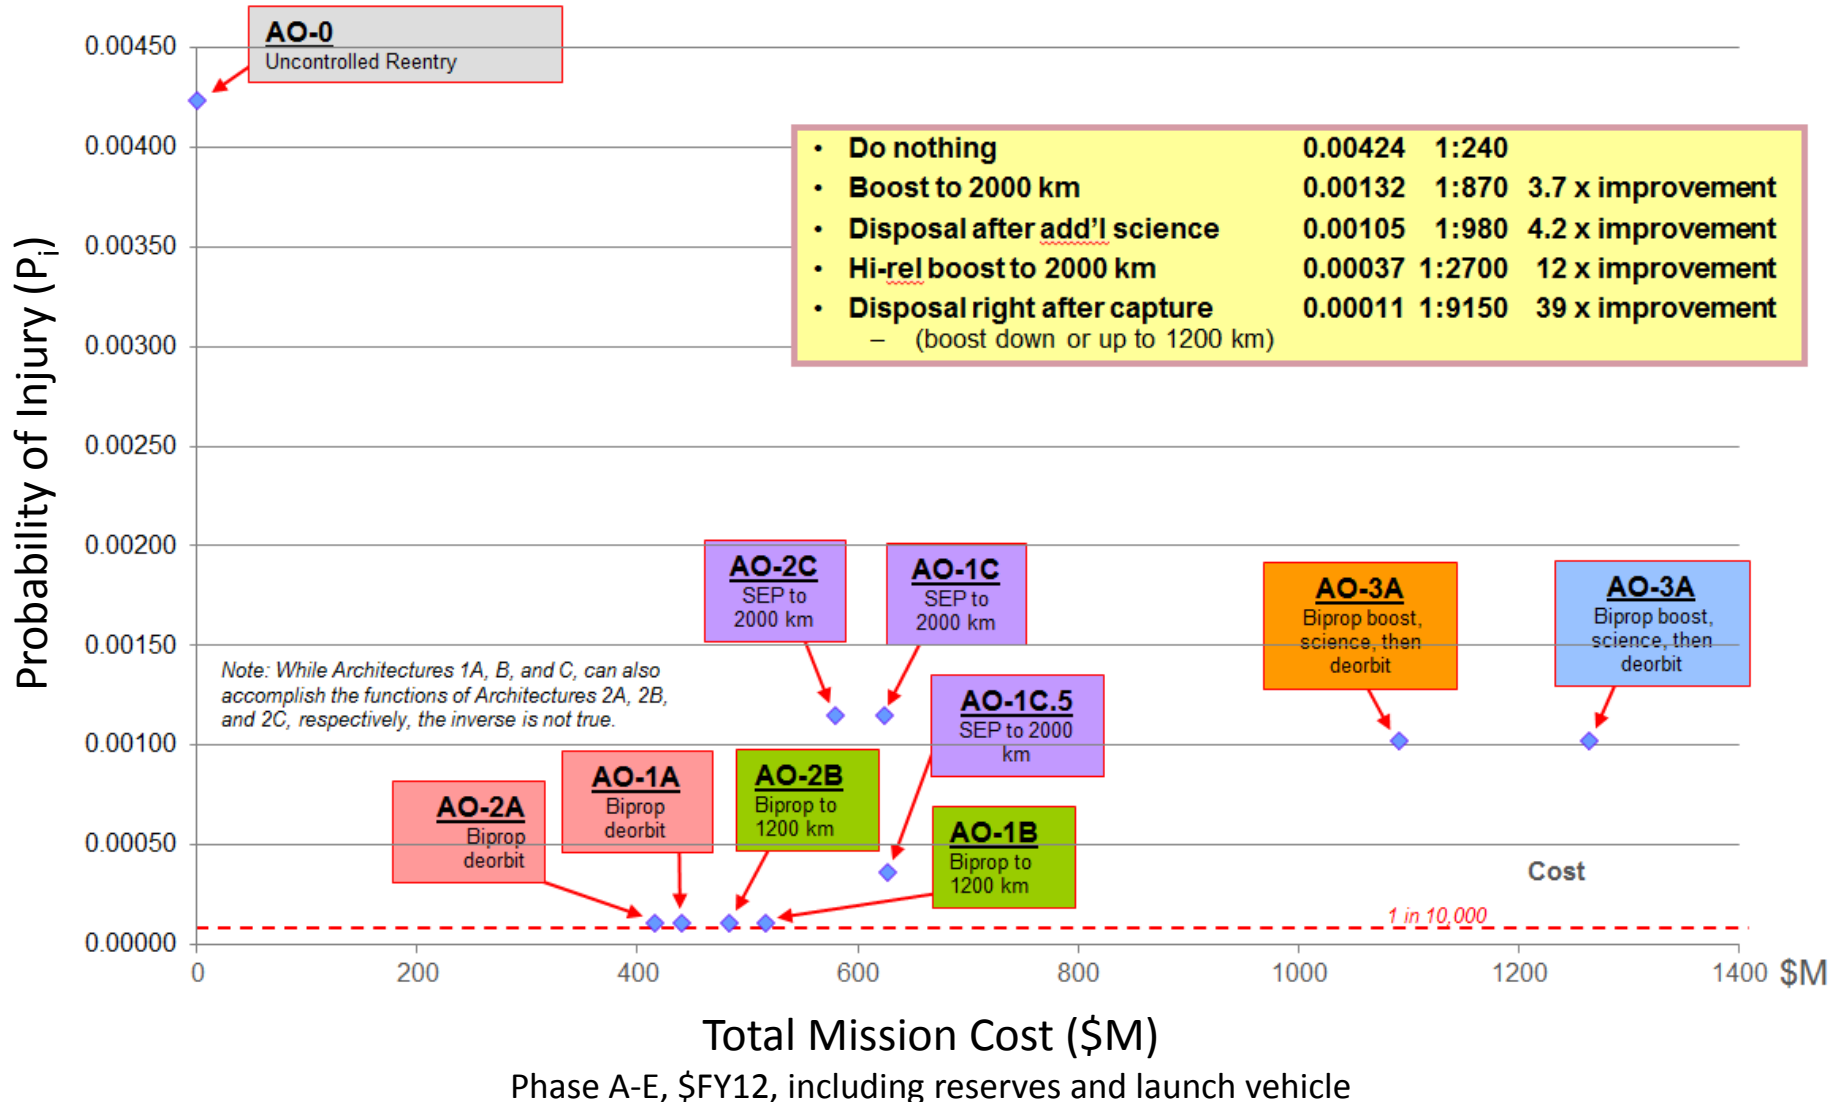 AO-0
Uncontrolled Reentry
0.00450
0.00400
0.00350
0.00300
0.00250
0.00200
0.00150
0.00100
0.00050
0.00000
Probability of Injury (Pi)
• Do nothing 0.00424 1:240
• Boost to 2000 km 0.00132 1:870 3.7 x improvement
• Disposal after add'l science 0.00105 1:980 4.2 x improvement
• Hi-rel boost to 2000 km 0.00037 1:2700 12 x improvement
• Disposal right after capture 0.00011 1:9150 39 x improvement
– (boost down or up to 1200 km)
AO-2C
SEP to
2000 km
AO-1C
SEP to
2000 km
AO-3A
Biprop boost,
science, then
deorbit
AO-3A
Biprop boost,
science, then
deorbit
Note: While Architectures 1A, B, and C, can also
accomplish the functions of Architectures 2A, 2B,
and 2C, respectively, the inverse is not true.
AO-1C.5
SEP to 2000
km
AO-2A
Biprop
deorbit
AO-1A
Biprop
deorbit
AO-2B
Biprop to
1200 km
AO-1B
Biprop to
1200 km
Cost
1 in 10,000
0 200 400 600 800 1000 1200 1400 $M
Total Mission Cost ($M)
Phase A-E, $FY12, including reserves and launch vehicle